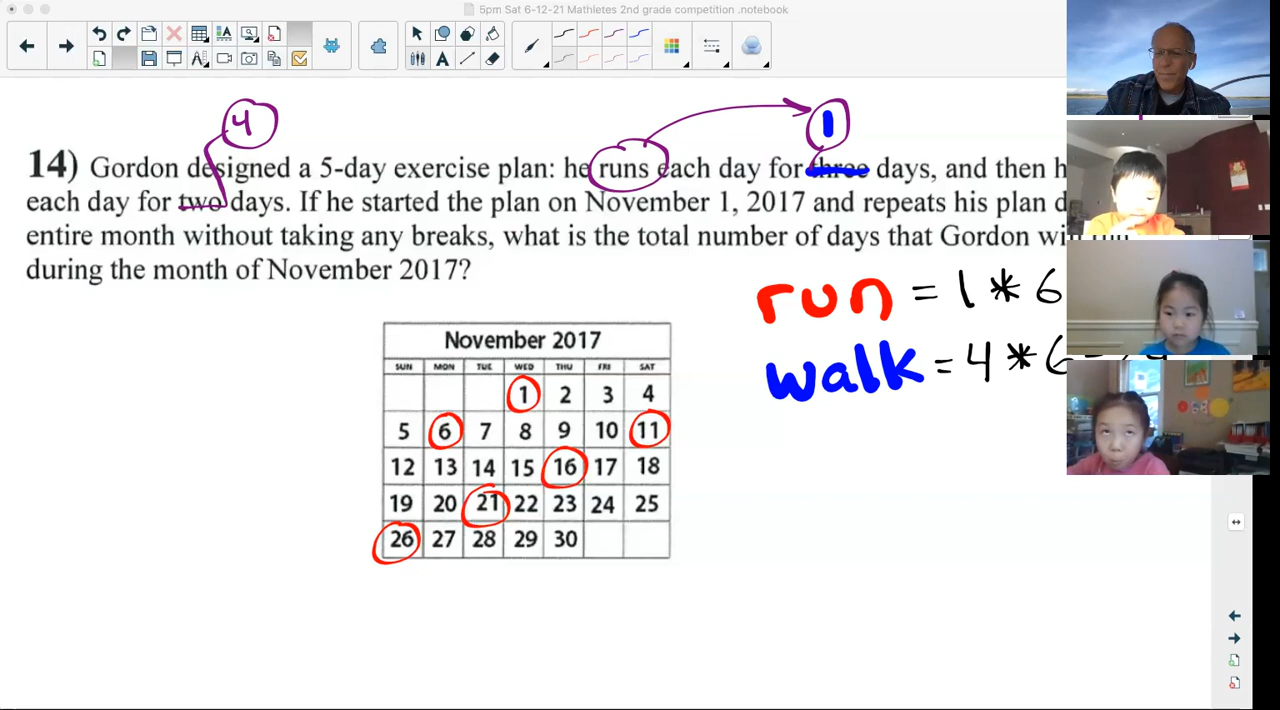 5pm Sat 6-12-21 Mathletes 2nd grade competition .notebook
4
1
14) Gordon designed a 5-day exercise plan: he runs each day for three days, and then h
each day for two days. If he started the plan on November 1, 2017 and repeats his plan d
entire month without taking any breaks, what is the total number of days that Gordon
during the month of November 2017?
run = 1 * 6
walk = 4 * 6
November 2017
SUN MON TUE WED THU FRI SAT
1 2 3 4
5 6 7 8 9 10 11
12 13 14 15 16 17 18
19 20 21 22 23 24 25
26 27 28 29 30